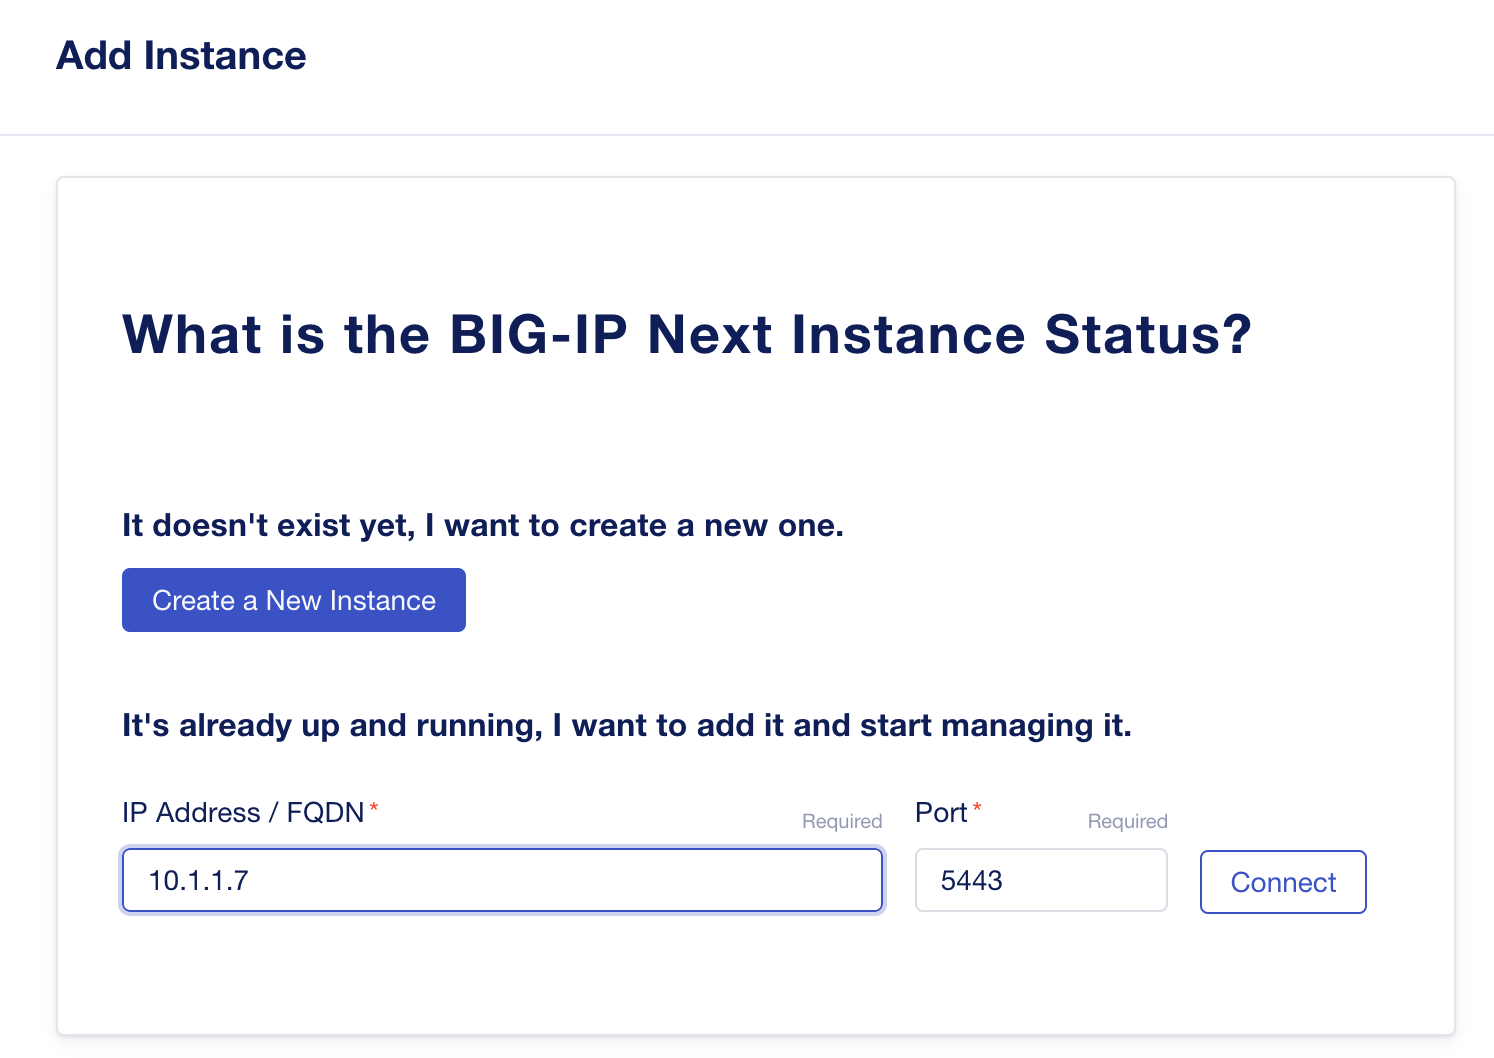 Add Instance
What is the BIG-IP Next Instance Status?
It doesn't exist yet, I want to create a new one.
Create a New Instance
It's already up and running, I want to add it and start managing it.
IP Address / FQDN* Required Port* Required
10.1.1.7 5443 Connect